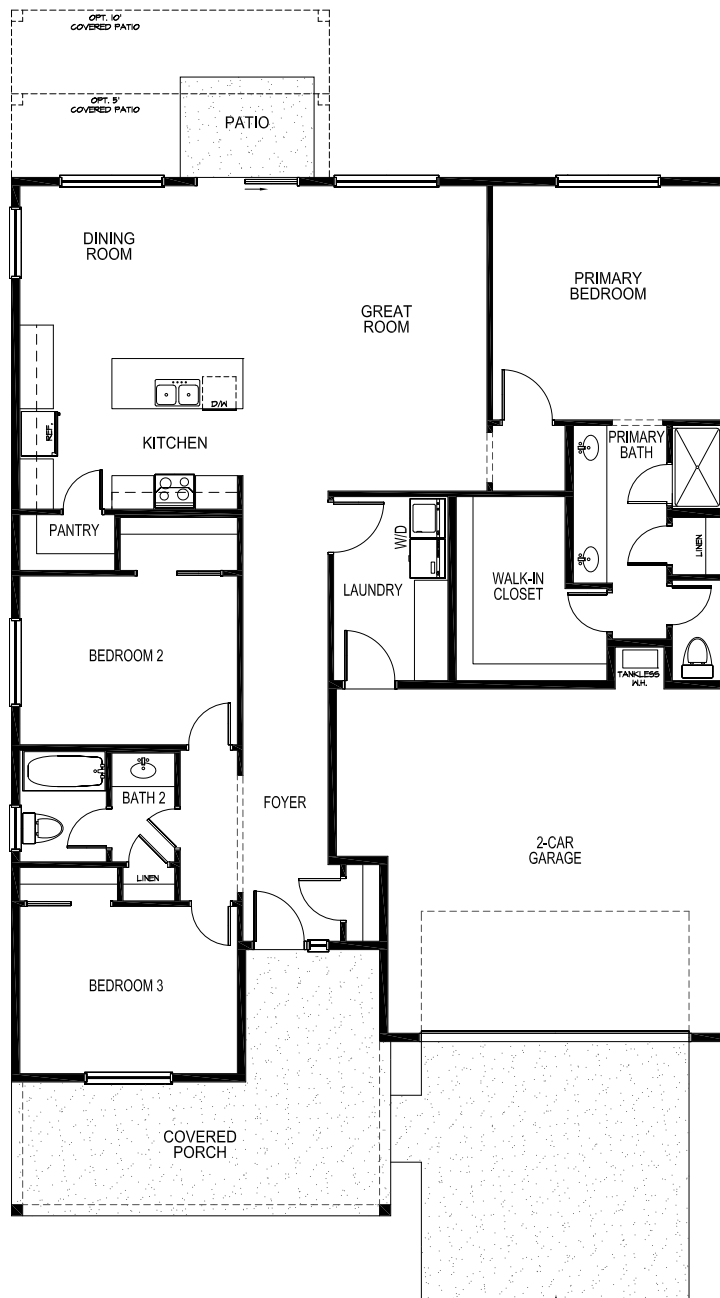 OPT. 10'
COVERED PATIO
OPT. 5'
COVERED PATIO
PATIO
DINING
ROOM
PRIMARY
BEDROOM
GREAT
ROOM
D/W
REF.
KITCHEN
PRIMARY
BATH
PANTRY
W/D
LINEN
WALK-IN
CLOSET
LAUNDRY
BEDROOM 2
TANKLESS
W.H.
BATH 2
FOYER
2-CAR
GARAGE
LINEN
BEDROOM 3
COVERED
PORCH